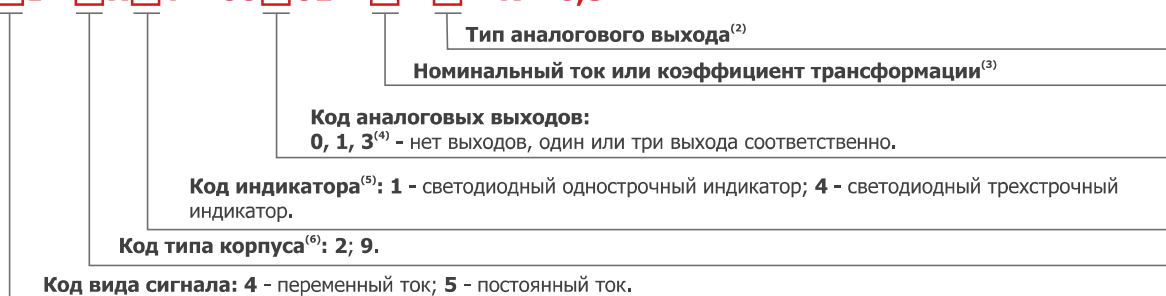 Тип аналогового выхода(2)
Номинальный ток или коэффициент трансформации(3)
Код аналоговых выходов:
0, 1, 3(4) - нет выходов, один или три выхода соответственно.
Код индикатора(5): 1 - светодиодный однострочный индикатор; 4 - светодиодный трехстрочный
индикатор.
Код типа корпуса(6): 2; 9.
Код вида сигнала: 4 - переменный ток; 5 - постоянный ток.